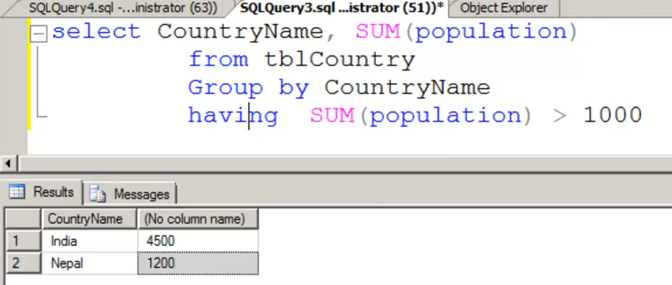 SQLQuery4.sql -...inistrator (63)) SQLQuery3.sql ...istrator (51))* Object Explorer
select CountryName, SUM(population)
from tblCountry
Group by CountryName
having SUM(population) > 1000
Results Messages
CountryName (No column name)
1 India 4500
2 Nepal 1200